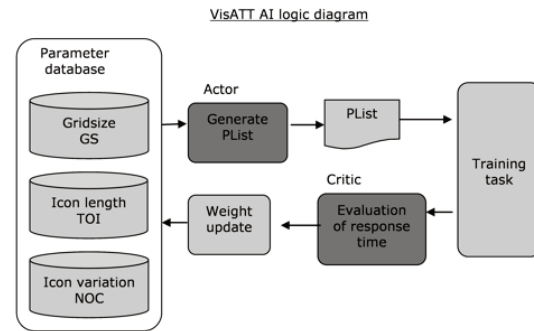 VisATT AI logic diagram
Parameter
database
Gridsize
GS
Icon length
TOI
Icon variation
NOC
Actor
Generate
PList
PList
Training
task
Critic
Evaluation
of response
time
Weight
update